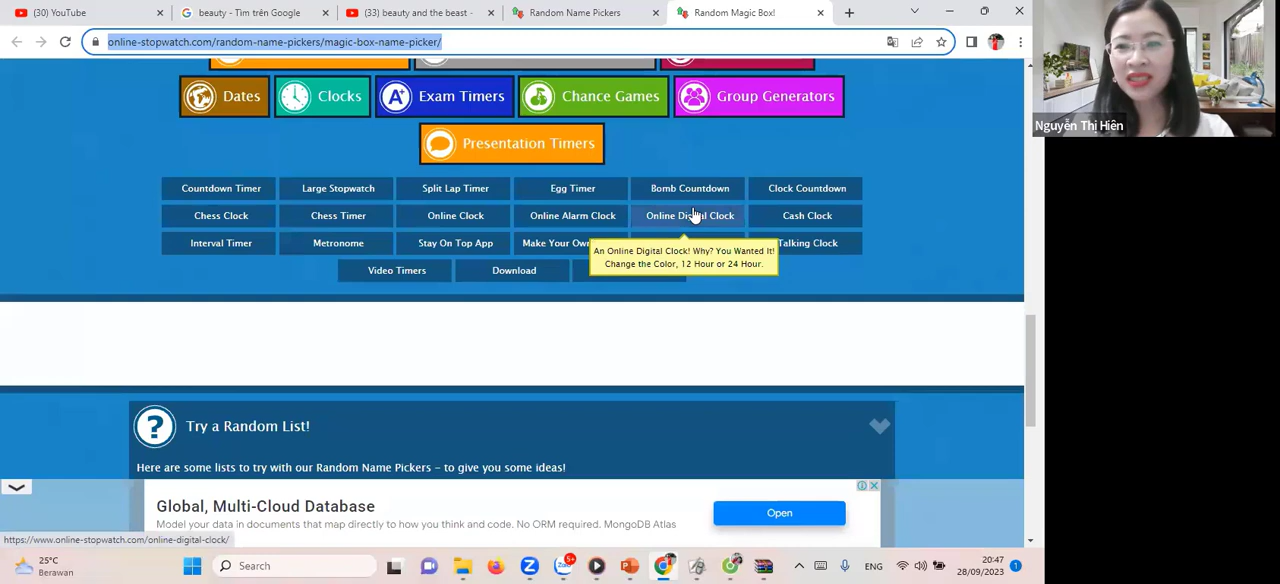 (30) YouTube
beauty - Tìm trên Google
(33) beauty and the beast -
Random Name Pickers
Random Magic Box!
online-stopwatch.com/random-name-pickers/magic-box-name-picker/
Nguyễn Thị Hiên
Dates
Clocks
Exam Timers
Chance Games
Group Generators
Presentation Timers
Countdown Timer
Large Stopwatch
Split Lap Timer
Egg Timer
Bomb Countdown
Clock Countdown
Chess Clock
Chess Timer
Online Clock
Online Alarm Clock
Online Digital Clock
Cash Clock
Interval Timer
Metronome
Stay On Top App
Make Your Own
Talking Clock
An Online Digital Clock! Why? You Wanted It!
Change the Color, 12 Hour or 24 Hour.
Video Timers
Download
Try a Random List!
Here are some lists to try with our Random Name Pickers - to give you some ideas!
Global, Multi-Cloud Database
Model your data in documents that map directly to how you think and code. No ORM required. MongoDB Atlas
Open
https://www.online-stopwatch.com/online-digital-clock/
25°C
Berawan
Search
5+
Zalo
ENG
20:47
28/09/2023
1